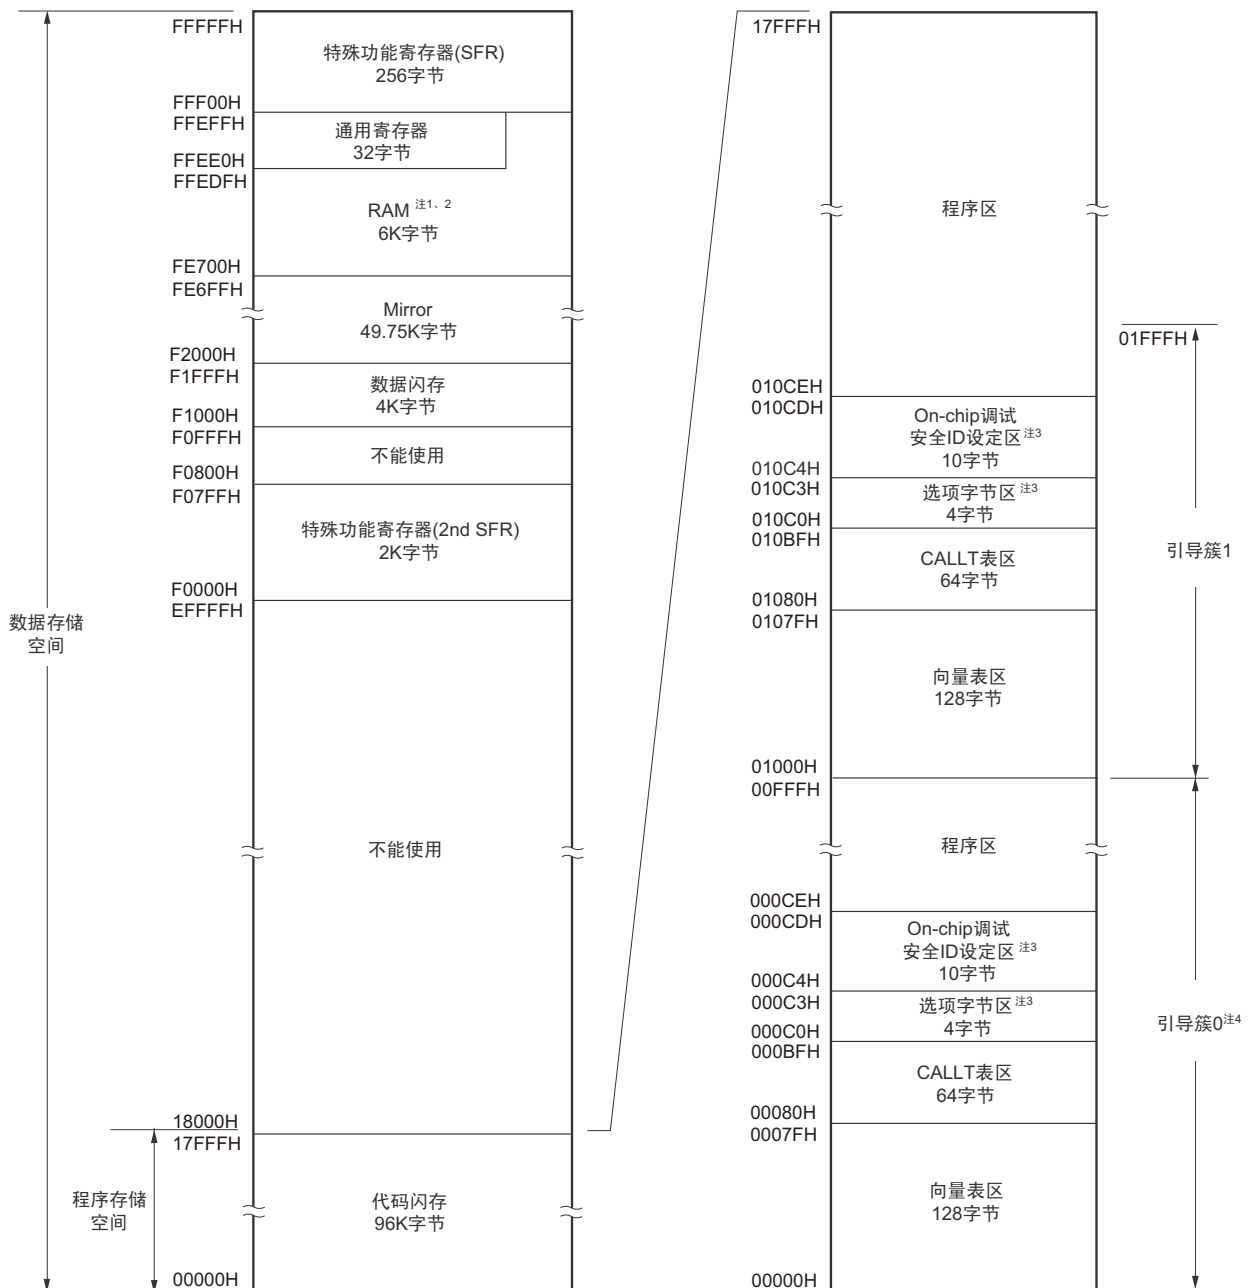 FFFFFH
特殊功能寄存器(SFR)
256字节
FFF00H
FFEFFH
通用寄存器
32字节
FFEE0H
FFEDFH
RAM 注1、2
6K字节
FE700H
FE6FFH
Mirror
49.75K字节
F2000H
F1FFFH
数据闪存
4K字节
F1000H
F0FFFH
不能使用
F0800H
F07FFH
特殊功能寄存器(2nd SFR)
2K字节
F0000H
EFFFFH
数据存储
空间
不能使用
18000H
17FFFH
程序存储
空间
代码闪存
96K字节
00000H
17FFFH
程序区
01FFFH
010CEH
010CDH
On-chip调试
安全ID设定区注3
10字节
010C4H
010C3H
选项字节区注3
4字节
010C0H
010BFH
CALLT表区
64字节
引导簇1
01080H
0107FH
向量表区
128字节
01000H
00FFFH
程序区
000CEH
000CDH
On-chip调试
安全ID设定区注3
10字节
000C4H
000C3H
选项字节区注3
4字节
引导簇0注4
000C0H
000BFH
CALLT表区
64字节
00080H
0007FH
向量表区
128字节
00000H